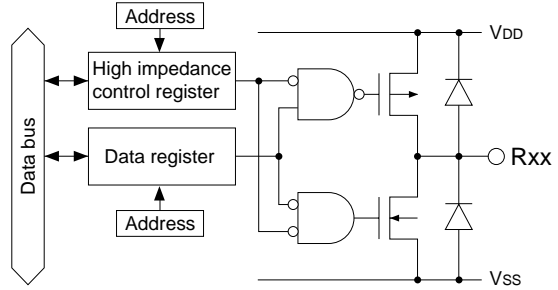 Address
VDD
High impedance
control register
Data bus
Data register
Rxx
Address
VSS